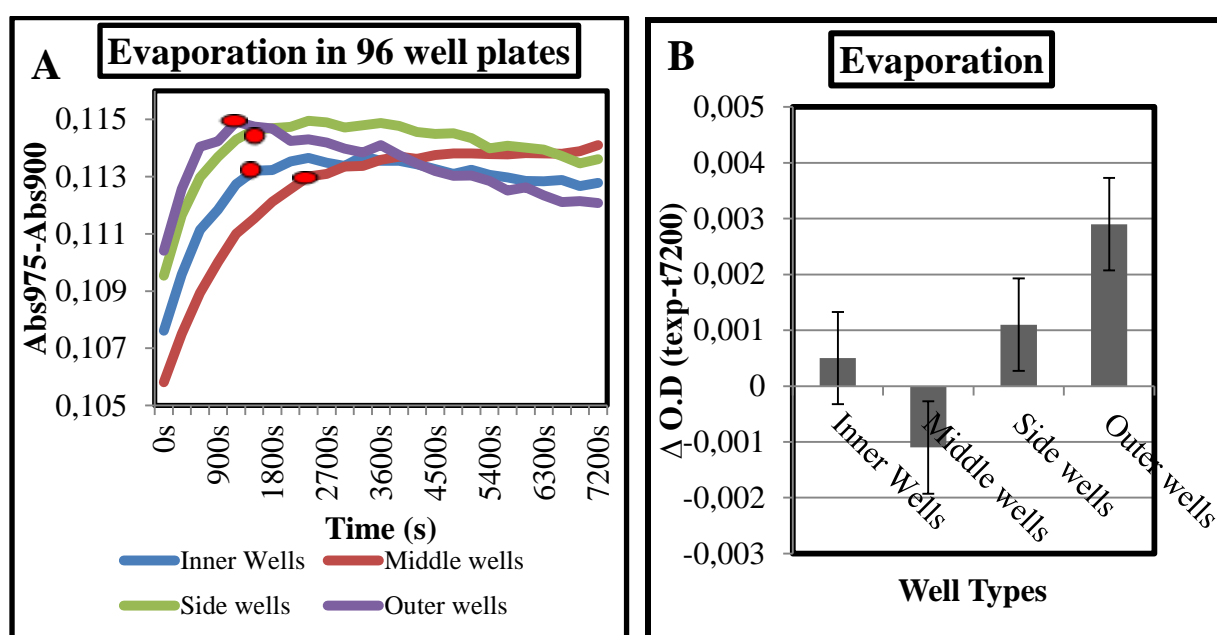 A
Evaporation in 96 well plates
Abs975-Abs900
0,115
0,113
0,111
0,109
0,107
0,105
0s
900s
1800s
2700s
3600s
4500s
5400s
6300s
7200s
Time (s)
Inner Wells
Middle wells
Side wells
Outer wells
B
Evaporation
Δ O.D (texp-t7200)
0,005
0,004
0,003
0,002
0,001
0
-0,001
-0,002
-0,003
Inner Wells
Middle wells
Side wells
Outer wells
Well Types